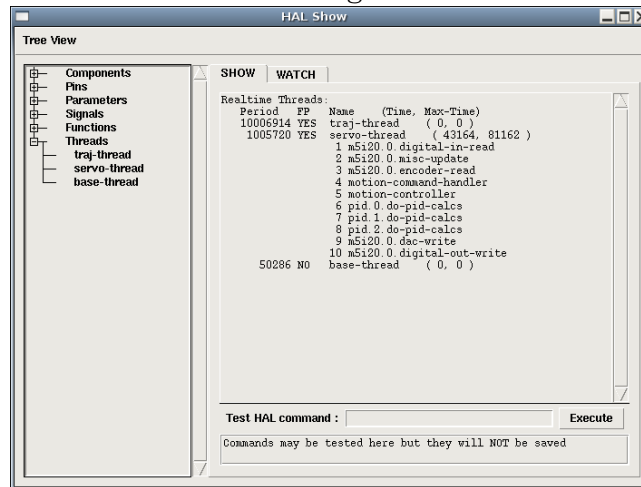 HAL Show
Tree View
Components
Pins
Parameters
Signals
Functions
Threads
traj-thread
servo-thread
base-thread
SHOW WATCH
Realtime Threads:
Period FP Name (Time, Max-Time)
10006914 YES traj-thread ( 0, 0 )
1005720 YES servo-thread ( 43164, 81162 )
1 m5i20.0.digital-in-read
2 m5i20.0.misc-update
3 m5i20.0.encoder-read
4 motion-command-handler
5 motion-controller
6 pid.0.do-pid-calcs
7 pid.1.do-pid-calcs
8 pid.2.do-pid-calcs
9 m5i20.0.dac-write
10 m5i20.0.digital-out-write
50286 NO base-thread ( 0, 0 )
Test HAL command : Execute
Commands may be tested here but they will NOT be saved